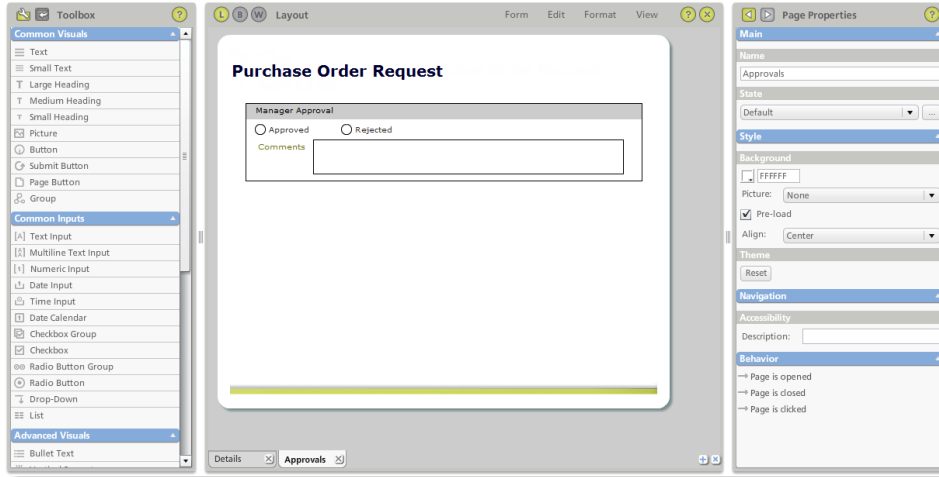 Toolbox ?
Common Visuals
Text
Small Text
T Large Heading
T Medium Heading
T Small Heading
Picture
Button
Submit Button
Page Button
Group
Common Inputs
[A] Text Input
Multiline Text Input
[1] Numeric Input
Date Input
Time Input
Date Calendar
Checkbox Group
Checkbox
Radio Button Group
Radio Button
Drop-Down
List
Advanced Visuals
Bullet Text
L B W Layout Form Edit Format View ?
Purchase Order Request
Manager Approval
Approved Rejected
Comments
Details Approvals
Page Properties ?
Main
Name
Approvals
State
Default ...
Style
Background
FFFFFF
Picture: None
Pre-load
Align: Center
Theme
Reset
Navigation
Accessibility
Description:
Behavior
Page is opened
Page is closed
Page is clicked